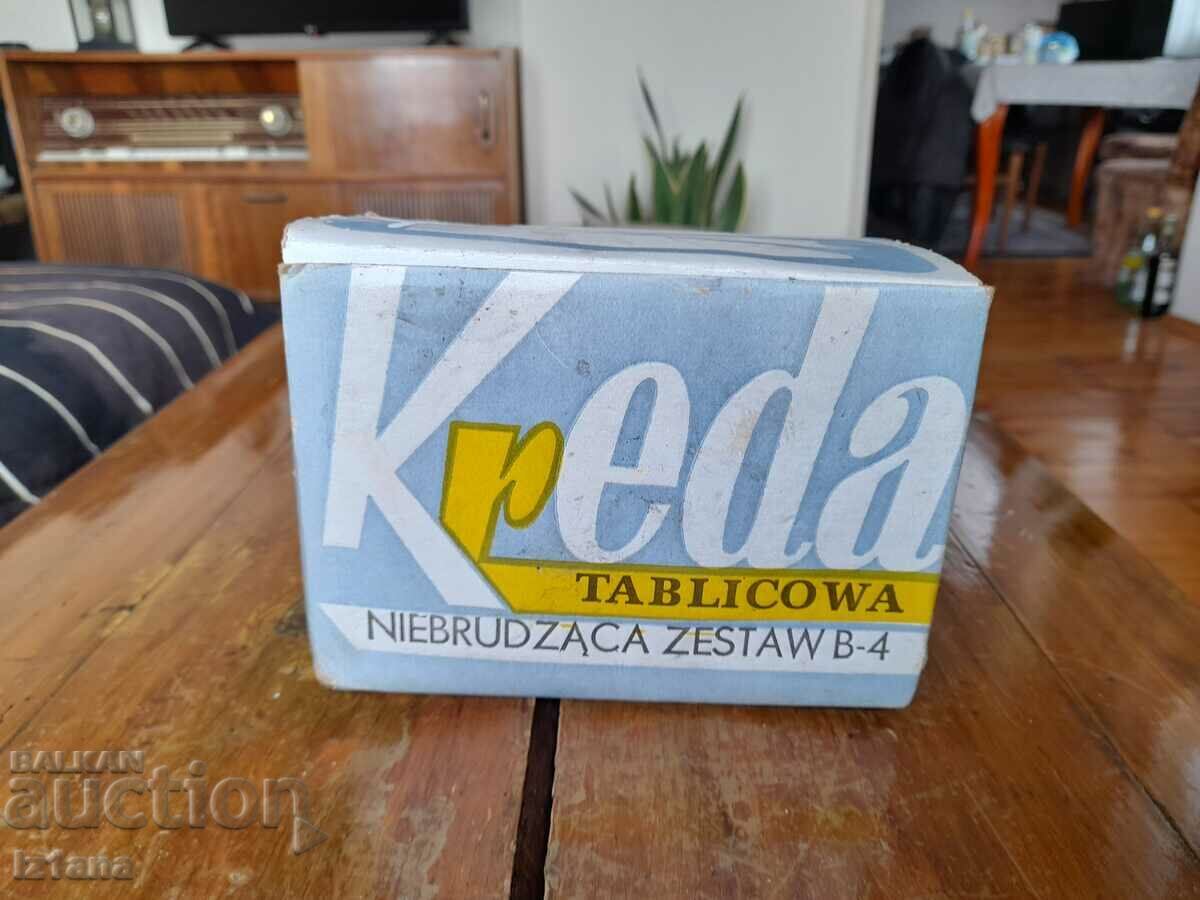 Kreda
TABLICOWA
NIEBRUDZĄCA ZESTAW B-4
BALKAN
auction
iz1ana